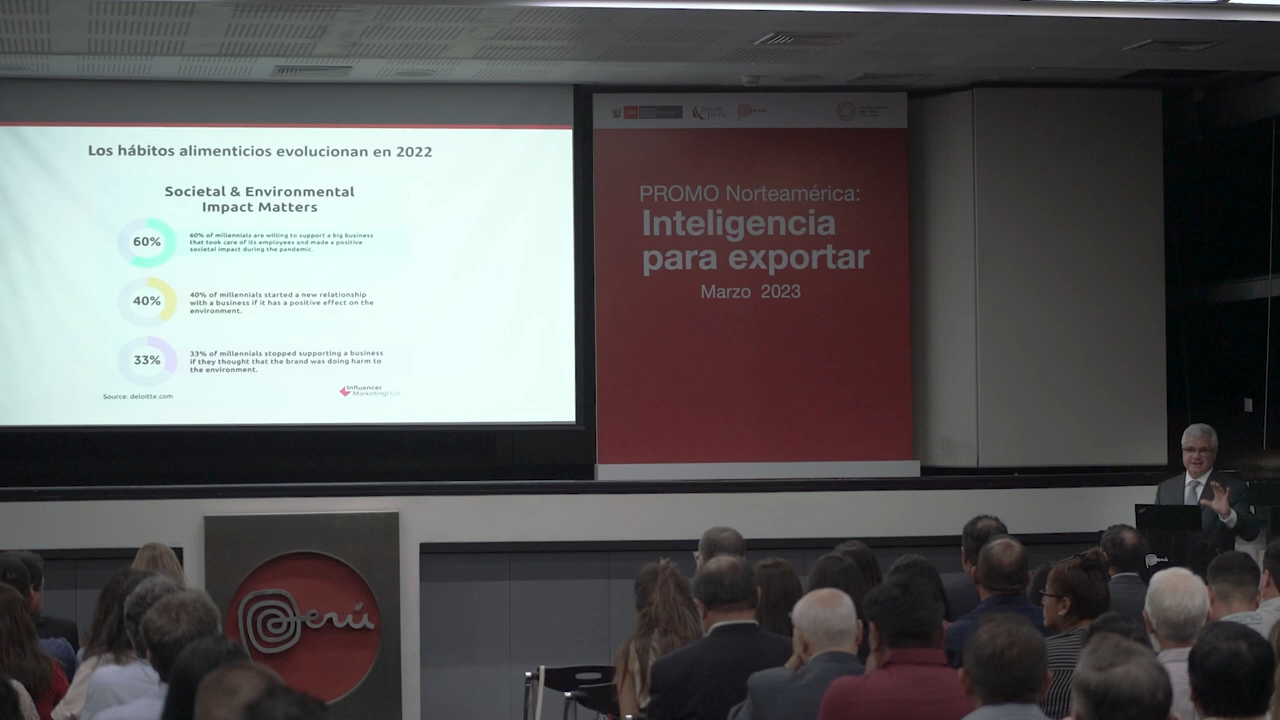 Los hábitos alimenticios evolucionan en 2022
Societal & Environmental
Impact Matters
60%
60% of millennials are willing to support a big business
that took care of its employees and made a positive
societal impact during the pandemic.
40%
40% of millennials started a new relationship
with a business if it has a positive effect on the
environment.
33%
33% of millennials stopped supporting a business
if they thought that the brand was doing harm to
the environment.
Source: deloitte.com
Influencer
MarketingHub
PROMO Norteamérica:
Inteligencia
para exportar
Marzo 2023
Perú